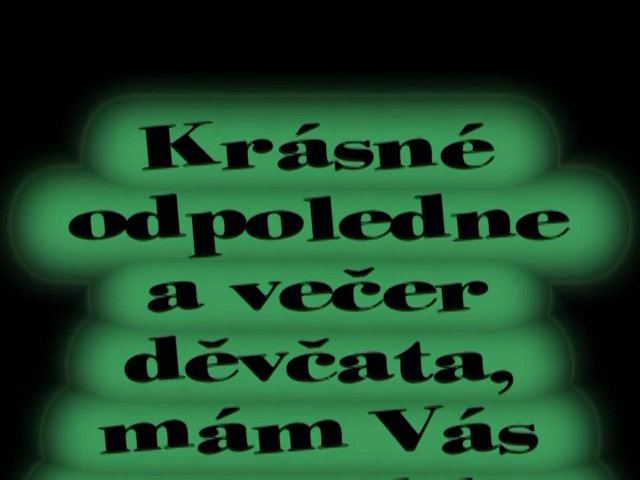 Krásné
odpoledne
a večer
děvčata,
mám Vás